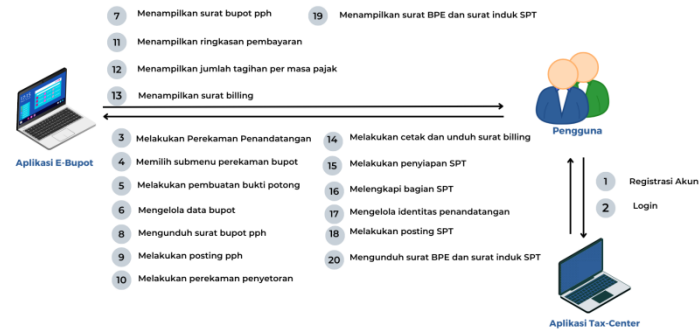 7 Menampilkan surat bupot pph
19 Menampilkan surat BPE dan surat induk SPT
11 Menampilkan ringkasan pembayaran
12 Menampilkan jumlah tagihan per masa pajak
13 Menampilkan surat billing
Aplikasi E-Bupot
Pengguna
3 Melakukan Perekaman Penandatangan
4 Memilih submenu perekaman bupot
5 Melakukan pembuatan bukti potong
6 Mengelola data bupot
8 Mengunduh surat bupot pph
9 Melakukan posting pph
10 Melakukan perekaman penyetoran
14 Melakukan cetak dan unduh surat billing
15 Melakukan penyiapan SPT
16 Melengkapi bagian SPT
17 Mengelola identitas penandatangan
18 Melakukan posting SPT
20 Mengunduh surat BPE dan surat induk SPT
1 Registrasi Akun
2 Login
Aplikasi Tax-Center